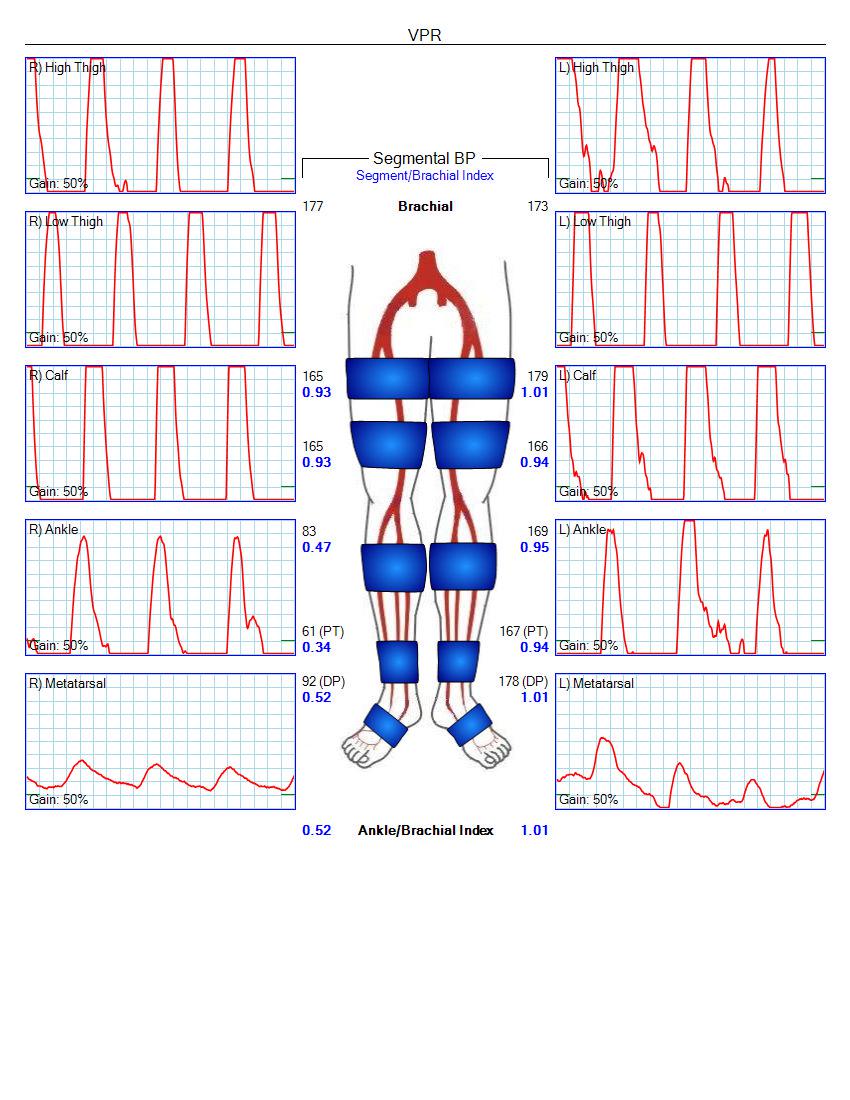 VPR
R) High Thigh
Gain: 50%
L) High Thigh
Gain: 50%
Segmental BP
Segment/Brachial Index
177 Brachial 173
R) Low Thigh
Gain: 50%
L) Low Thigh
Gain: 50%
165 179
0.93 1.01
R) Calf
Gain: 50%
L) Calf
Gain: 50%
165 166
0.93 0.94
R) Ankle
Gain: 50%
L) Ankle
Gain: 50%
83 169
0.47 0.95
61 (PT) 167 (PT)
0.34 0.94
R) Metatarsal
Gain: 50%
L) Metatarsal
Gain: 50%
92 (DP) 178 (DP)
0.52 1.01
0.52 Ankle/Brachial Index 1.01